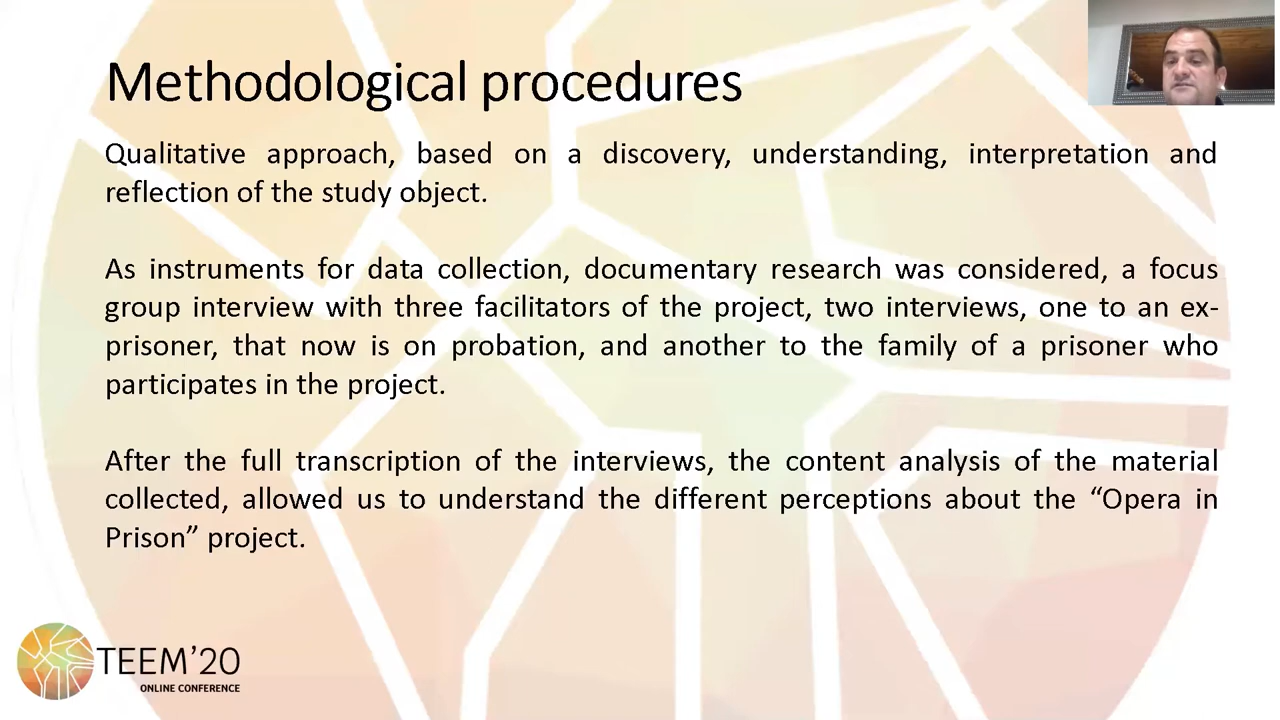 Methodological procedures
Qualitative approach, based on a discovery, understanding, interpretation and
reflection of the study object.
As instruments for data collection, documentary research was considered, a focus
group interview with three facilitators of the project, two interviews, one to an ex-
prisoner, that now is on probation, and another to the family of a prisoner who
participates in the project.
After the full transcription of the interviews, the content analysis of the material
collected, allowed us to understand the different perceptions about the “Opera in
Prison” project.
TEEM’20
ONLINE CONFERENCE